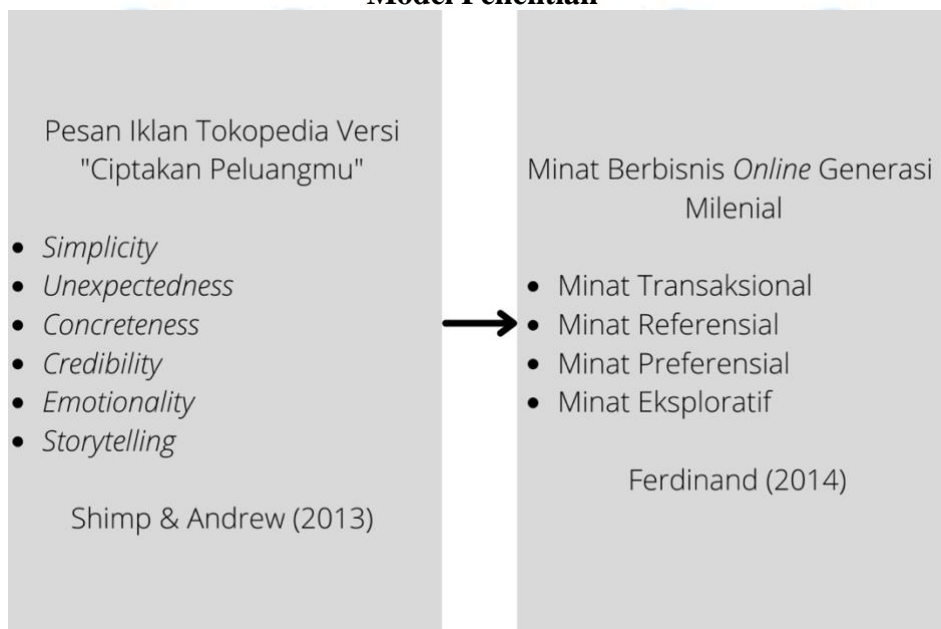 Model Penelitian
Pesan Iklan Tokopedia Versi
"Ciptakan Peluangmu"
• Simplicity
• Unexpectedness
• Concreteness
• Credibility
• Emotionality
• Storytelling
Shimp & Andrew (2013)
Minat Berbisnis Online Generasi
Milenial
• Minat Transaksional
• Minat Referensial
• Minat Preferensial
• Minat Eksploratif
Ferdinand (2014)